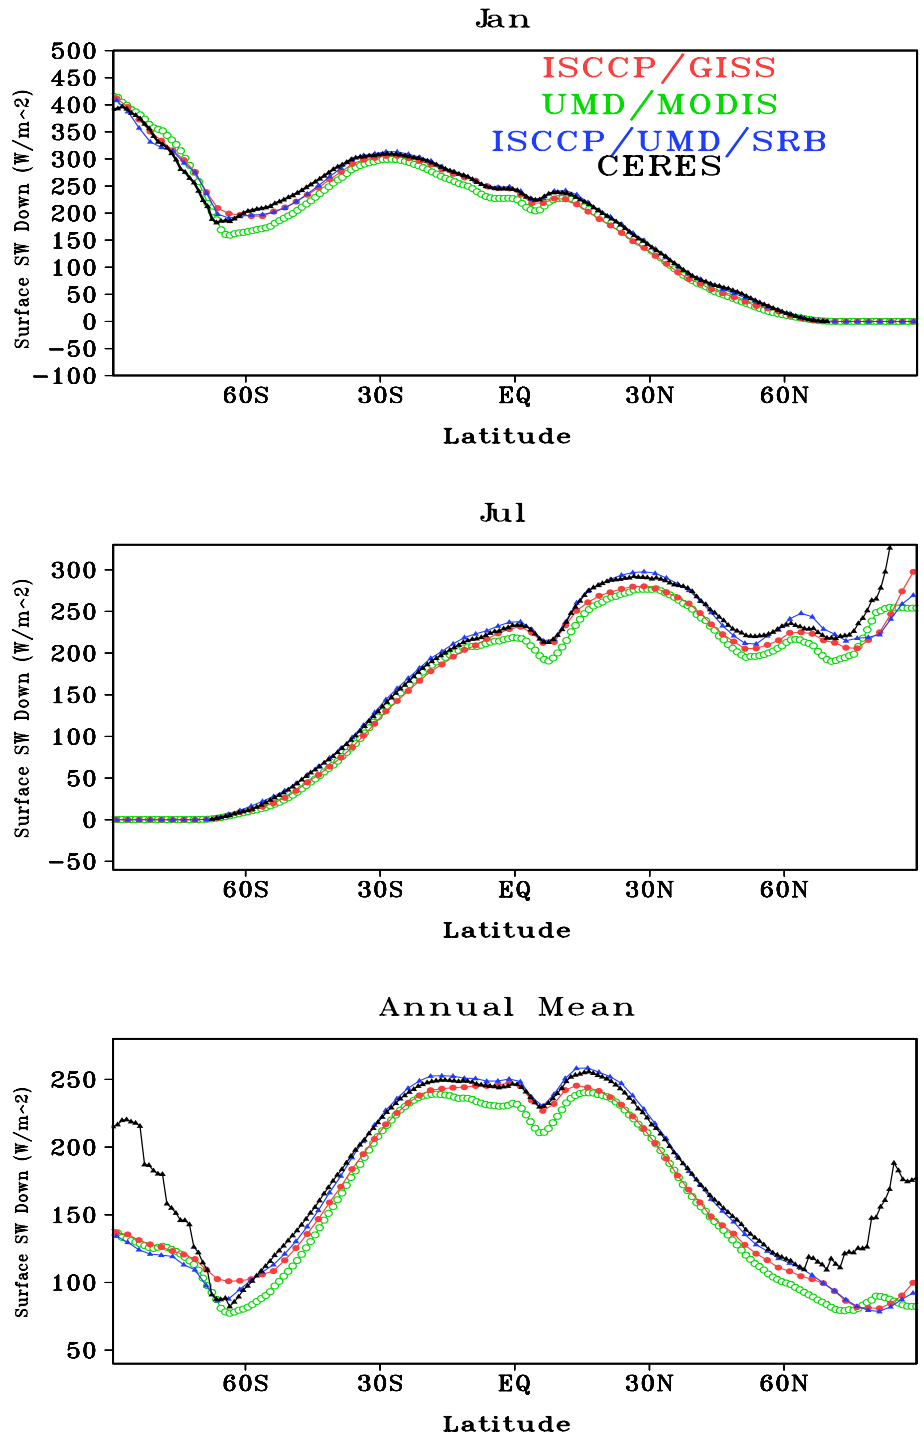 Jan
500
450
400
350
300
250
200
150
100
50
0
−50
−100
Surface SW Down (W/m^2)
ISCCP/GISS
UMD/MODIS
ISCCP/UMD/SRB
CERES
60S 30S EQ 30N 60N
Latitude
Jul
300
250
200
150
100
50
0
−50
Surface SW Down (W/m^2)
60S 30S EQ 30N 60N
Latitude
Annual Mean
250
200
150
100
50
Surface SW Down (W/m^2)
60S 30S EQ 30N 60N
Latitude